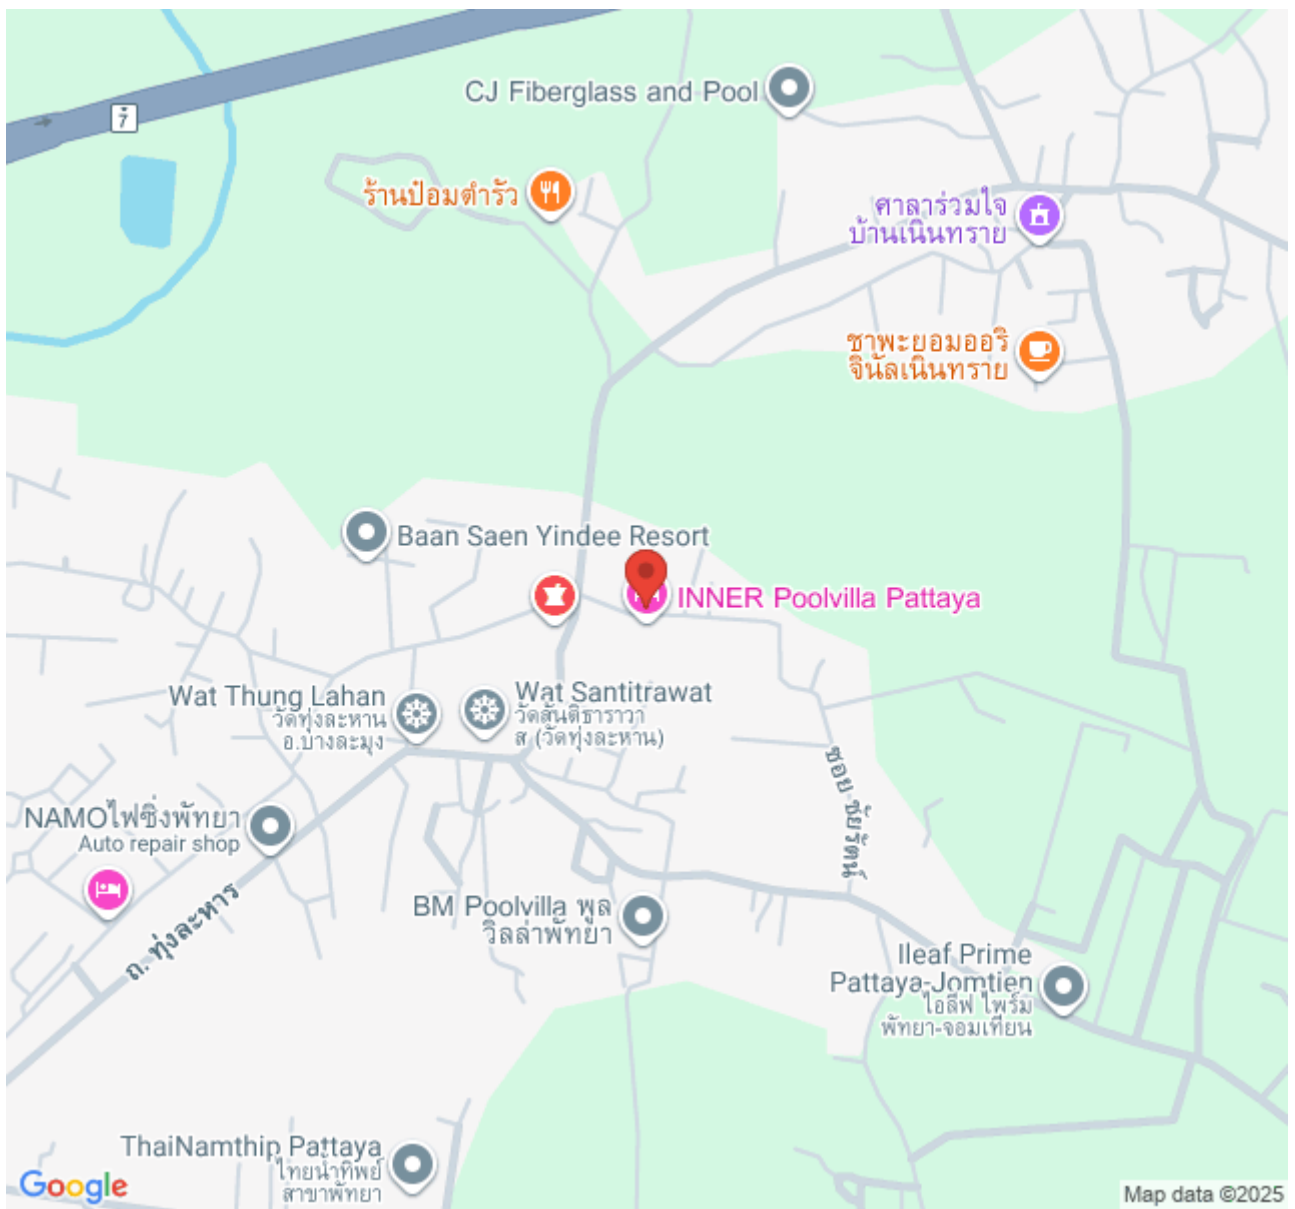 CJ Fiberglass and Pool
7
ร้านป๋อมตำรัว
ศาลาร่วมใจ
บ้านเนินทราย
ชาพะยอมออริ
จินัลเนินทราย
Baan Saen Yindee Resort
INNER Poolvilla Pattaya
Wat Thung Lahan
วัดทุ่งละหาน
อ.บางละมุง
Wat Santitrawat
วัดสันติธาราวา
ส (วัดทุ่งละหาน)
ซอย ชัยรัตน์
NAMOไฟซิ่งพัทยา
Auto repair shop
ถ. ทุ่งละหาร
BM Poolvilla พูล
วิลล่าพัทยา
Ileaf Prime
Pattaya-Jomtien
ไอลีฟ ไพร์ม
พัทยา-จอมเทียน
ThaiNamthip Pattaya
ไทยน้ำทิพย์
สาขาพัทยา
Google
Map data ©2025